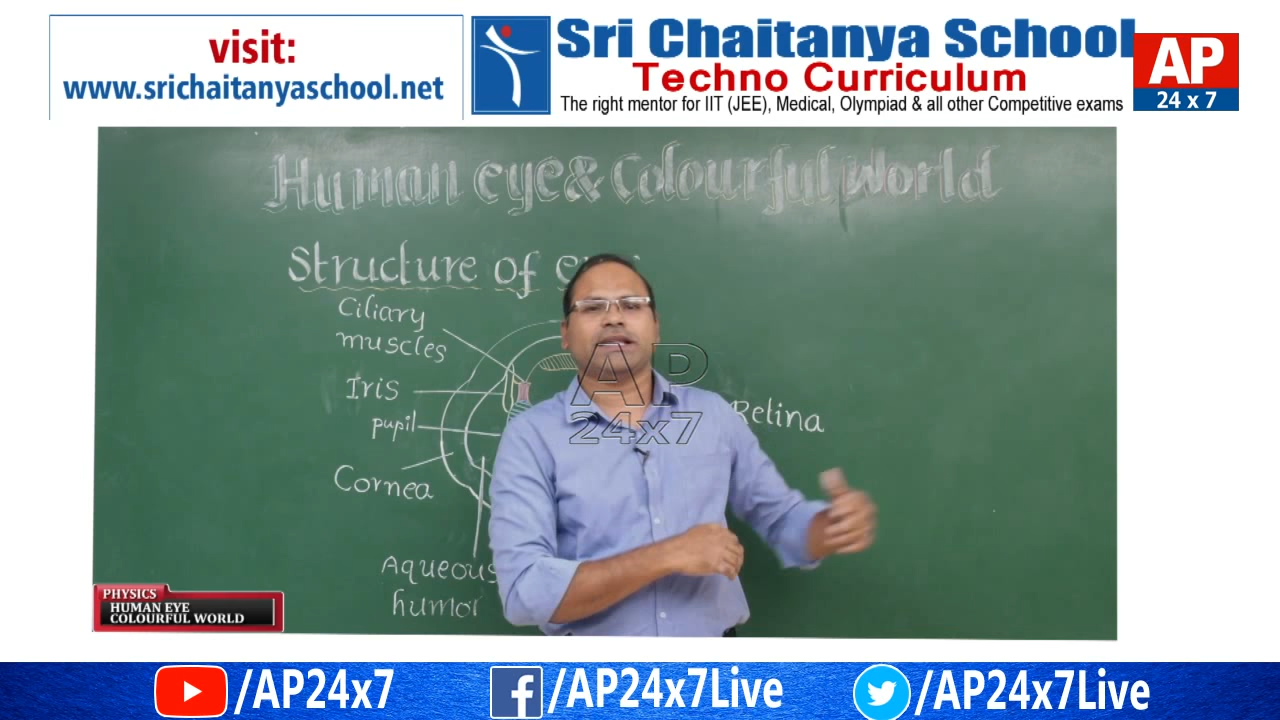 visit:
www.srichaitanyaschool.net
Sri Chaitanya School
Techno Curriculum
The right mentor for IIT (JEE), Medical, Olympiad & all other Competitive exams
AP
24 x 7
Human eye & Colourful World
Structure of
Ciliary
muscles
Iris
pupil
Cornea
Aqueous
humor
Retina
AP
24x7
PHYSICS
HUMAN EYE
COLOURFUL WORLD
/AP24x7
/AP24x7Live
/AP24x7Live